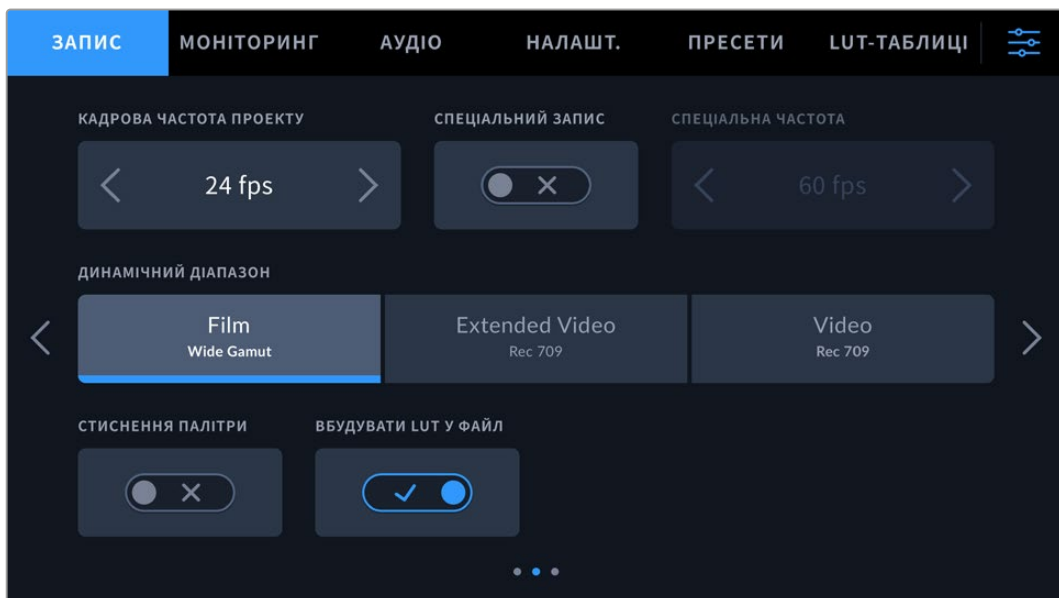 ЗАПИС МОНІТОРИНГ АУДІО НАЛАШТ. ПРЕСЕТИ LUT-ТАБЛИЦІ
КАДРОВА ЧАСТОТА ПРОЕКТУ СПЕЦІАЛЬНИЙ ЗАПИС СПЕЦІАЛЬНА ЧАСТОТА
24 fps 60 fps
ДИНАМІЧНИЙ ДІАПАЗОН
Film Extended Video Video
Wide Gamut Rec 709 Rec 709
СТИСНЕННЯ ПАЛІТРИ ВБУДУВАТИ LUT У ФАЙЛ